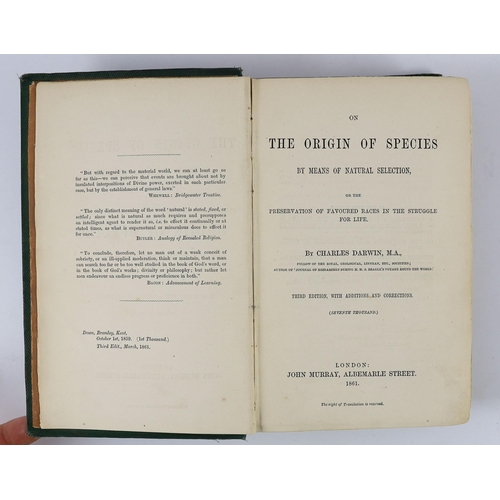 "But with regard to the material world, we can at least go so
far as this—we can perceive that events are brought about not by
insulated interpositions of Divine power, exerted in each particular
case, but by the establishment of general laws."
WHEWELL: Bridgewater Treatise.
"The only distinct meaning of the word 'natural' is stated, fixed, or
settled; since what is natural as much requires and presupposes
an intelligent agent to render it so, i.e. to effect it continually or at
stated times, as what is supernatural or miraculous does to effect it
for once."
BUTLER: Analogy of Revealed Religion.
"To conclude, therefore, let no man out of a weak conceit of
sobriety, or an ill-applied moderation, think or maintain, that a man
can search too far or be too well studied in the book of God's word, or
in the book of God's works; divinity or philosophy; but rather let
men endeavour an endless progress or proficience in both."
BACON: Advancement of Learning.
Down, Bromley, Kent,
October 1st, 1859. (1st Thousand.)
Third Edit., March, 1861.
ON
THE ORIGIN OF SPECIES
BY MEANS OF NATURAL SELECTION,
OR THE
PRESERVATION OF FAVOURED RACES IN THE STRUGGLE
FOR LIFE.
BY CHARLES DARWIN, M.A.,
FELLOW OF THE ROYAL, GEOLOGICAL, LINNEAN, ETC., SOCIETIES;
AUTHOR OF 'JOURNAL OF RESEARCHES DURING H. M. S. BEAGLE'S VOYAGE ROUND THE WORLD.'
THIRD EDITION, WITH ADDITIONS AND CORRECTIONS.
(SEVENTH THOUSAND.)
LONDON:
JOHN MURRAY, ALBEMARLE STREET.
1861.
The right of Translation is reserved.